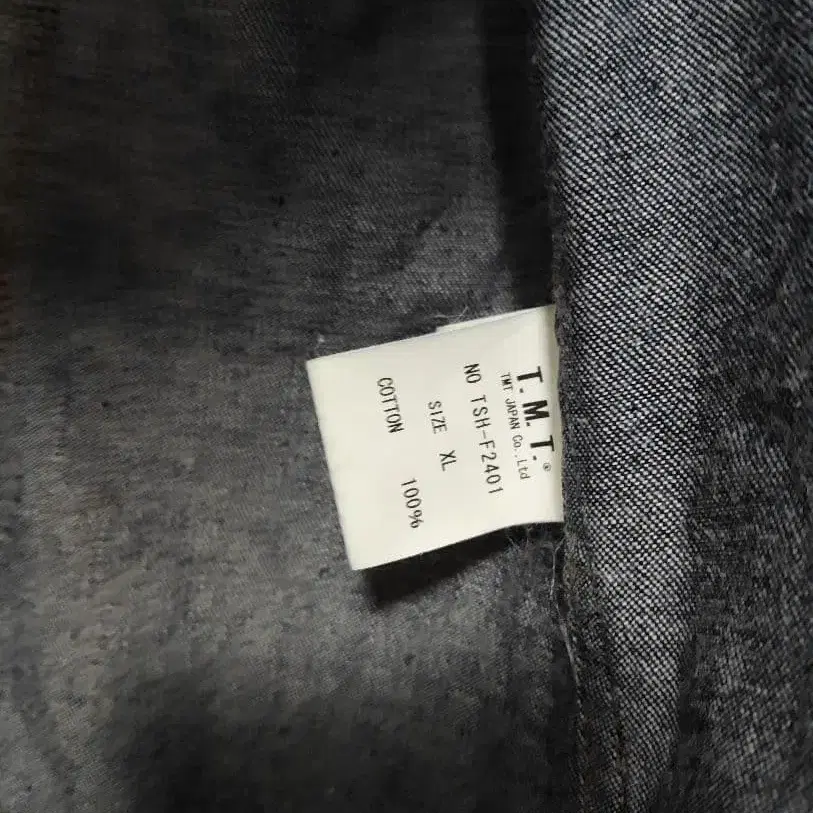 T.M.T.®
TMT JAPAN Co.,Ltd
NO TSH-F2401
SIZE XL
COTTON 100%